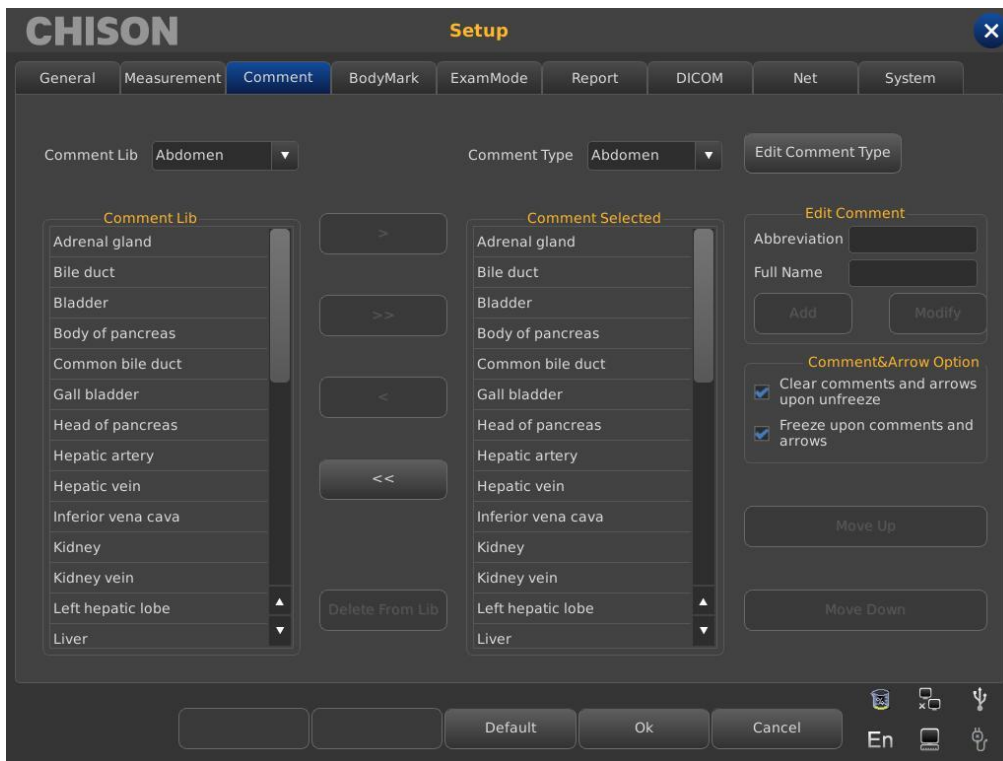 CHISON
Setup
General Measurement Comment BodyMark ExamMode Report DICOM Net System
Comment Lib Abdomen
Comment Type Abdomen
Edit Comment Type
Comment Lib
Adrenal gland
Bile duct
Bladder
Body of pancreas
Common bile duct
Gall bladder
Head of pancreas
Hepatic artery
Hepatic vein
Inferior vena cava
Kidney
Kidney vein
Left hepatic lobe
Liver
>
>>
<
<<
Delete From Lib
Comment Selected
Adrenal gland
Bile duct
Bladder
Body of pancreas
Common bile duct
Gall bladder
Head of pancreas
Hepatic artery
Hepatic vein
Inferior vena cava
Kidney
Kidney vein
Left hepatic lobe
Liver
Edit Comment
Abbreviation
Full Name
Add Modify
Comment&Arrow Option
Clear comments and arrows
upon unfreeze
Freeze upon comments and
arrows
Move Up
Move Down
Default Ok Cancel
En